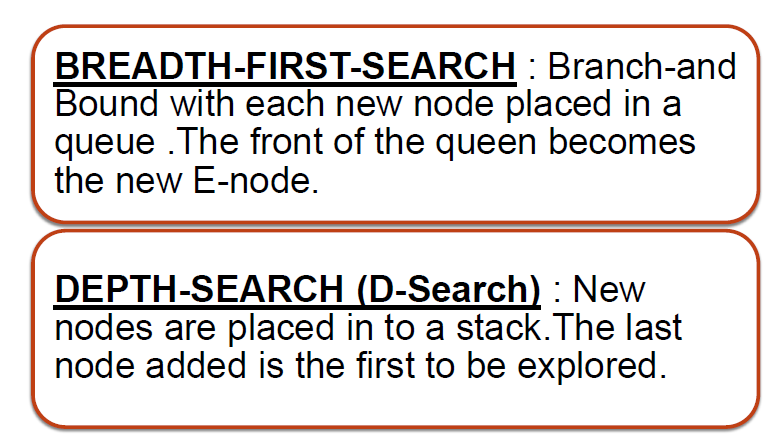 BREADTH-FIRST-SEARCH : Branch-and
Bound with each new node placed in a
queue .The front of the queen becomes
the new E-node.
DEPTH-SEARCH (D-Search) : New
nodes are placed in to a stack.The last
node added is the first to be explored.